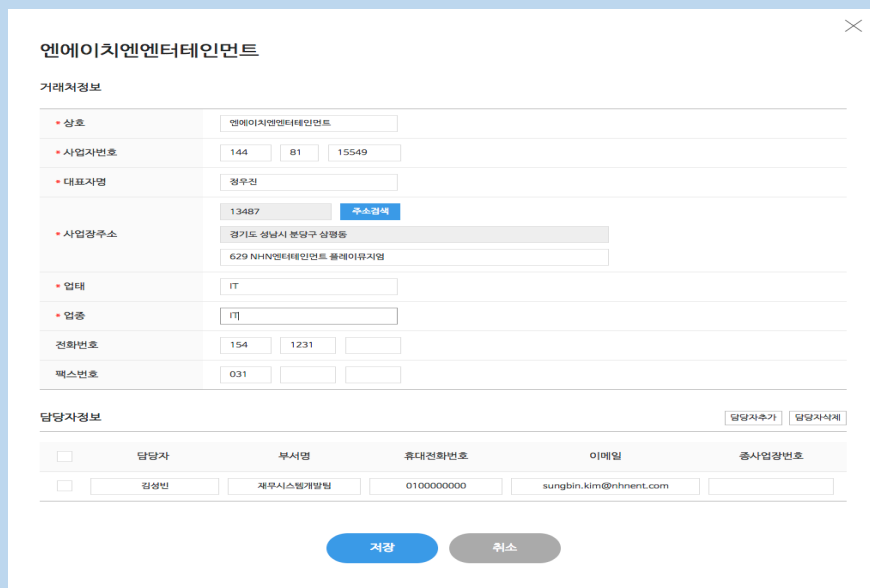 엔에이치엔엔터테인먼트
거래처정보
* 상호 엔에이치엔엔터테인먼트
* 사업자번호 144 81 15549
* 대표자명 정우진
* 사업장주소 13487 주소검색
경기도 성남시 분당구 삼평동
629 NHN엔터테인먼트 플레이뮤지엄
* 업태 IT
* 업종 IT
전화번호 154 1231
팩스번호 031
담당자정보 담당자추가 담당자삭제
담당자 부서명 휴대전화번호 이메일 종사업장번호
김성빈 재무시스템개발팀 0100000000 sungbin.kim@nhnent.com
저장 취소